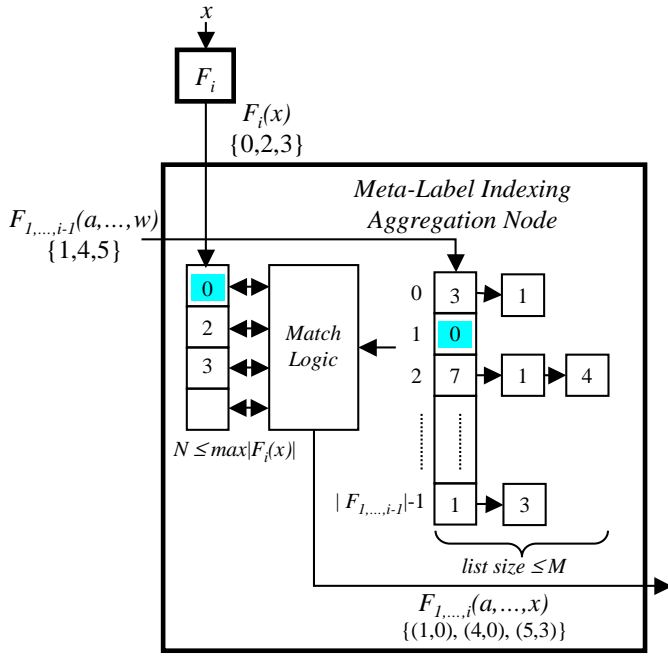 x
F_i
F_i(x)
{0,2,3}
Meta-Label Indexing
Aggregation Node
F_{1,...,i-1}(a,...,w)
{1,4,5}
0
2
3
Match
Logic
N ≤ max|F_i(x)|
0 3 1
1 0
2 7 1 4
| F_{1,...,i-1}|-1 1 3
list size ≤ M
F_{1,...,i}(a,...,x)
{(1,0), (4,0), (5,3)}